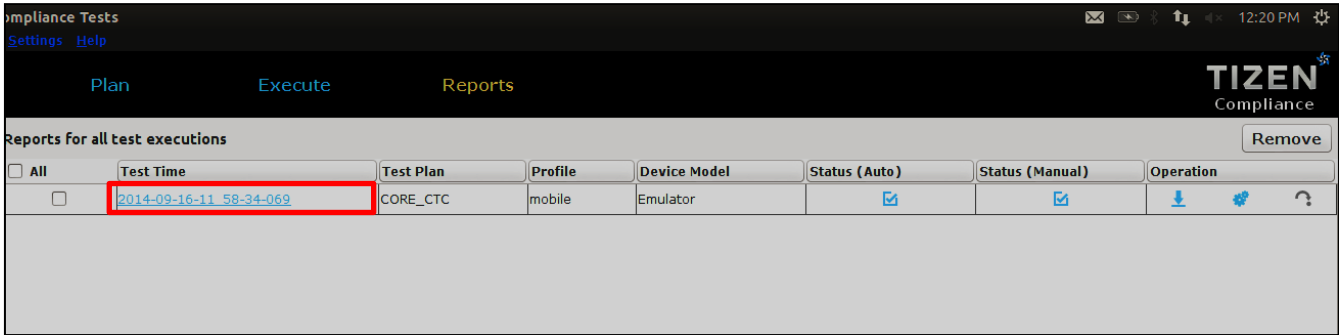 ompliance Tests 12:20 PM
Settings Help
Plan Execute Reports TIZEN
Compliance
Reports for all test executions Remove
All Test Time Test Plan Profile Device Model Status (Auto) Status (Manual) Operation
2014-09-16-11_58-34-069 CORE_CTC mobile Emulator